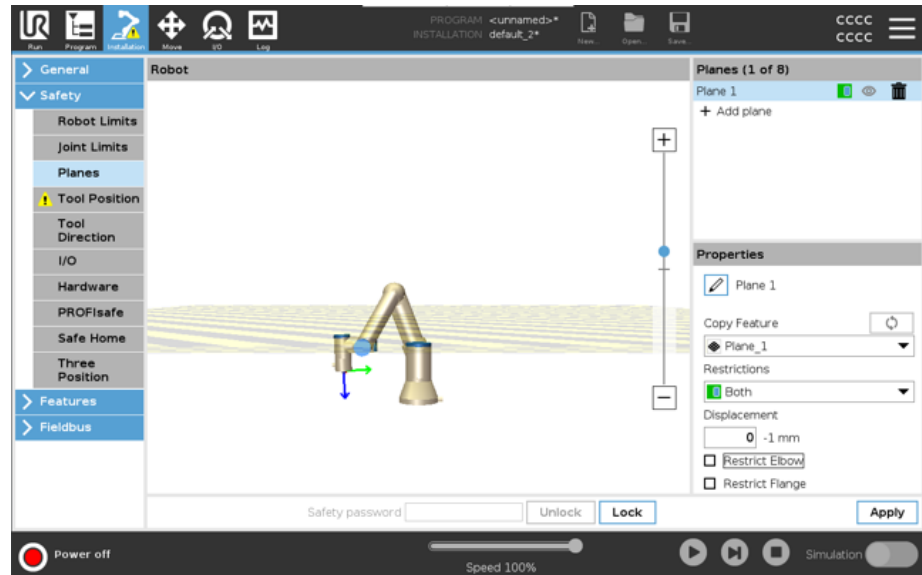 UR
PROGRAM <unnamed>*
INSTALLATION default_2*
Run
Program
Installation
Move
I/O
Log
New...
Open...
Save...
CCCC
CCCC
General
Safety
Robot Limits
Joint Limits
Planes
Tool Position
Tool
Direction
I/O
Hardware
PROFIsafe
Safe Home
Three
Position
Features
Fieldbus
Robot
Planes (1 of 8)
Plane 1
+ Add plane
Properties
Plane 1
Copy Feature
Plane_1
Restrictions
Both
Displacement
0 -1 mm
Restrict Elbow
Restrict Flange
Safety password
Unlock
Lock
Apply
Power off
Speed 100%
Simulation